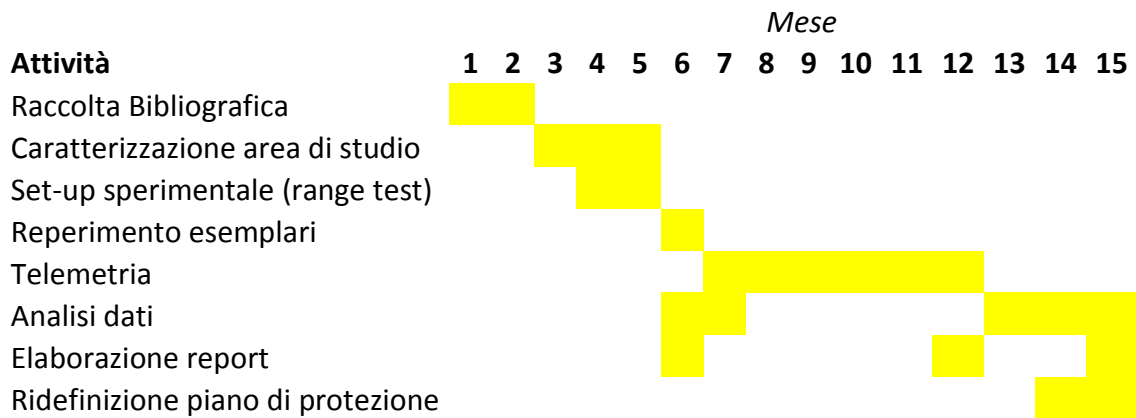 Mese
Attività 1 2 3 4 5 6 7 8 9 10 11 12 13 14 15
Raccolta Bibliografica
Caratterizzazione area di studio
Set-up sperimentale (range test)
Reperimento esemplari
Telemetria
Analisi dati
Elaborazione report
Ridefinizione piano di protezione